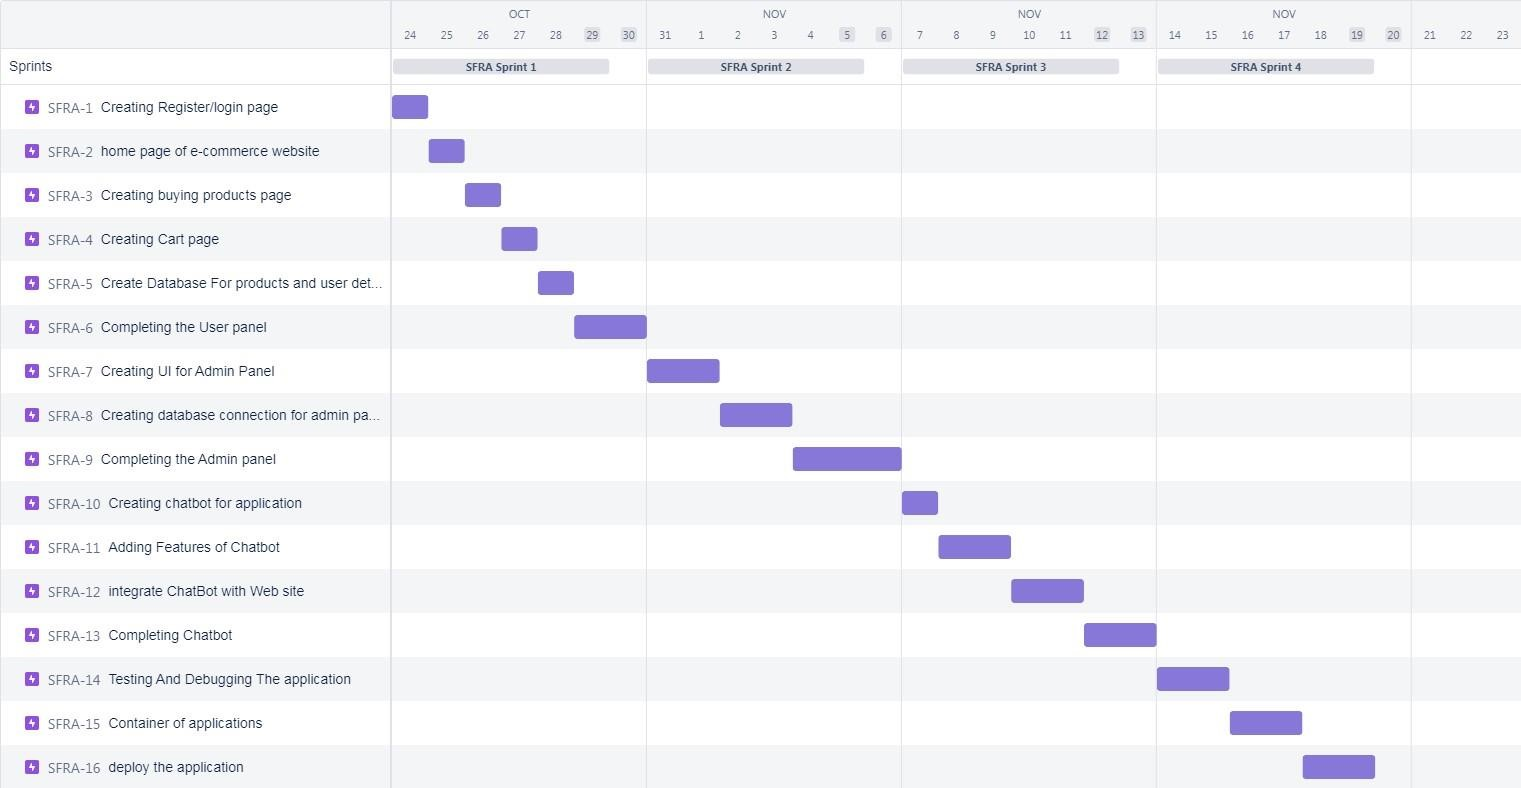 OCT NOV NOV NOV
24 25 26 27 28 29 30 31 1 2 3 4 5 6 7 8 9 10 11 12 13 14 15 16 17 18 19 20 21 22 23
Sprints SFRA Sprint 1 SFRA Sprint 2 SFRA Sprint 3 SFRA Sprint 4
SFRA-1 Creating Register/login page
SFRA-2 home page of e-commerce website
SFRA-3 Creating buying products page
SFRA-4 Creating Cart page
SFRA-5 Create Database For products and user det...
SFRA-6 Completing the User panel
SFRA-7 Creating UI for Admin Panel
SFRA-8 Creating database connection for admin pa...
SFRA-9 Completing the Admin panel
SFRA-10 Creating chatbot for application
SFRA-11 Adding Features of Chatbot
SFRA-12 integrate ChatBot with Web site
SFRA-13 Completing Chatbot
SFRA-14 Testing And Debugging The application
SFRA-15 Container of applications
SFRA-16 deploy the application